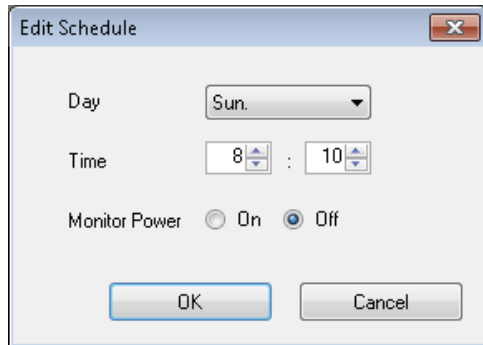 Edit Schedule
Day Sun.
Time 8 : 10
Monitor Power On Off
OK Cancel